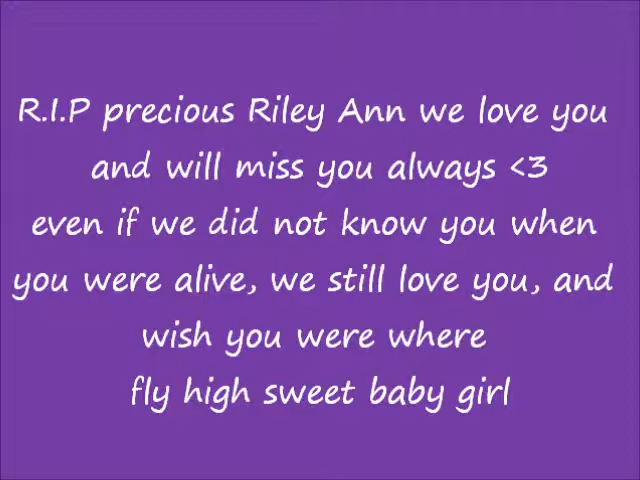 R.I.P precious Riley Ann we love you
and will miss you always <3
even if we did not know you when
you were alive, we still love you, and
wish you were where
fly high sweet baby girl